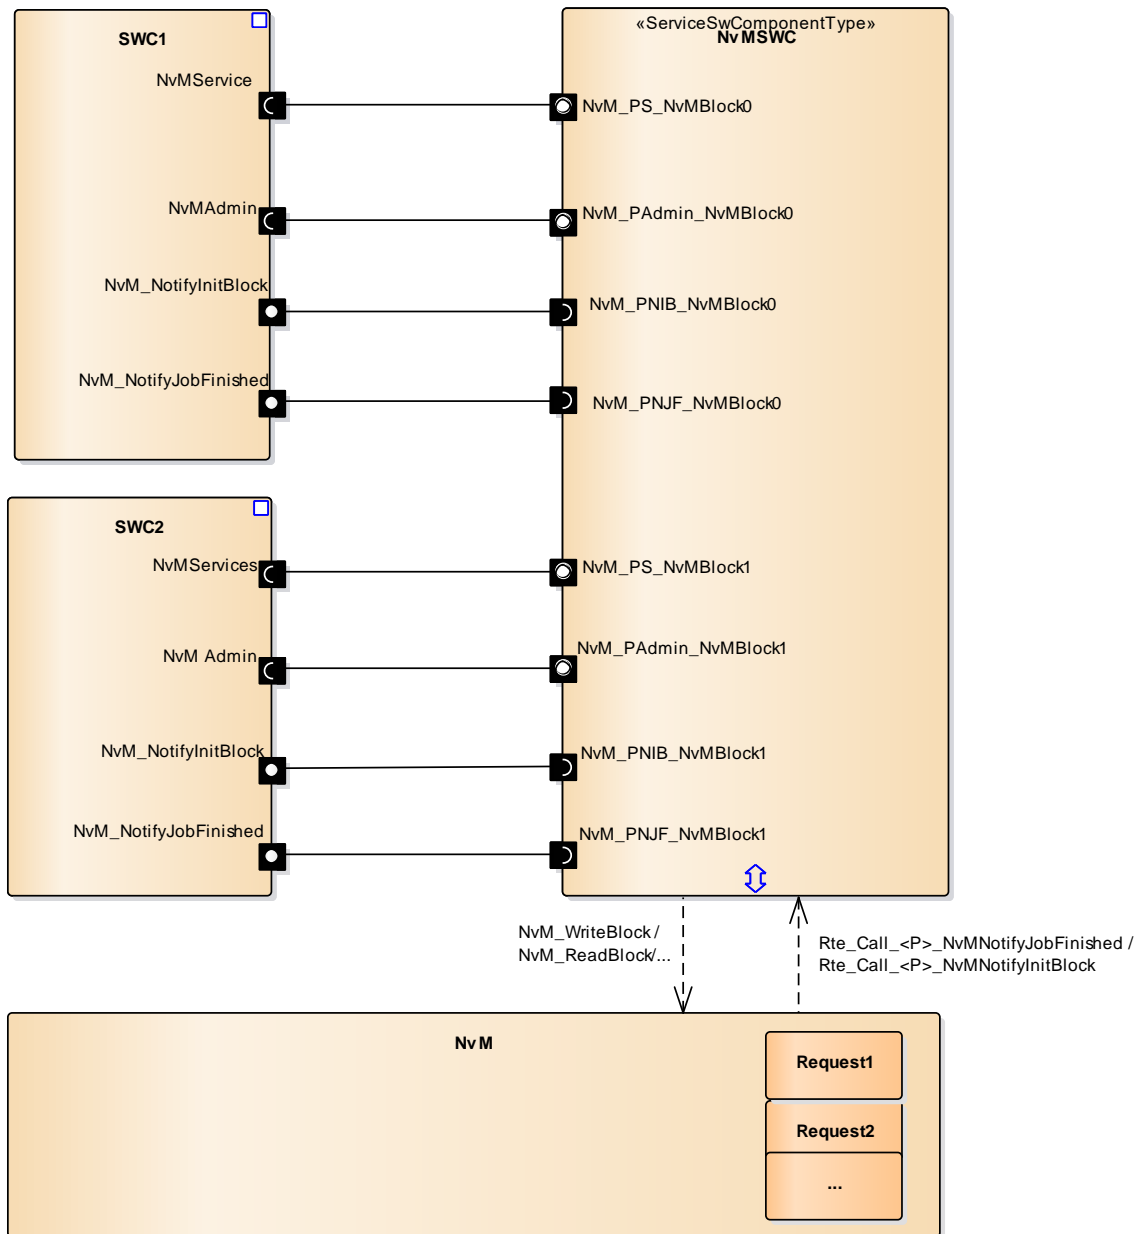 SWC1
NvMService
NvMAdmin
NvM_NotifyInitBlock
NvM_NotifyJobFinished
«ServiceSwComponentType»
NvMSWC
NvM_PS_NvMBlock0
NvM_PAdmin_NvMBlock0
NvM_PNIB_NvMBlock0
NvM_PNJF_NvMBlock0
SWC2
NvMServices
NvM Admin
NvM_NotifyInitBlock
NvM_NotifyJobFinished
NvM_PS_NvMBlock1
NvM_PAdmin_NvMBlock1
NvM_PNIB_NvMBlock1
NvM_PNJF_NvMBlock1
NvM_WriteBlock /
NvM_ReadBlock/...
Rte_Call_<P>_NvMNotifyJobFinished /
Rte_Call_<P>_NvMNotifyInitBlock
NvM
Request1
Request2
...